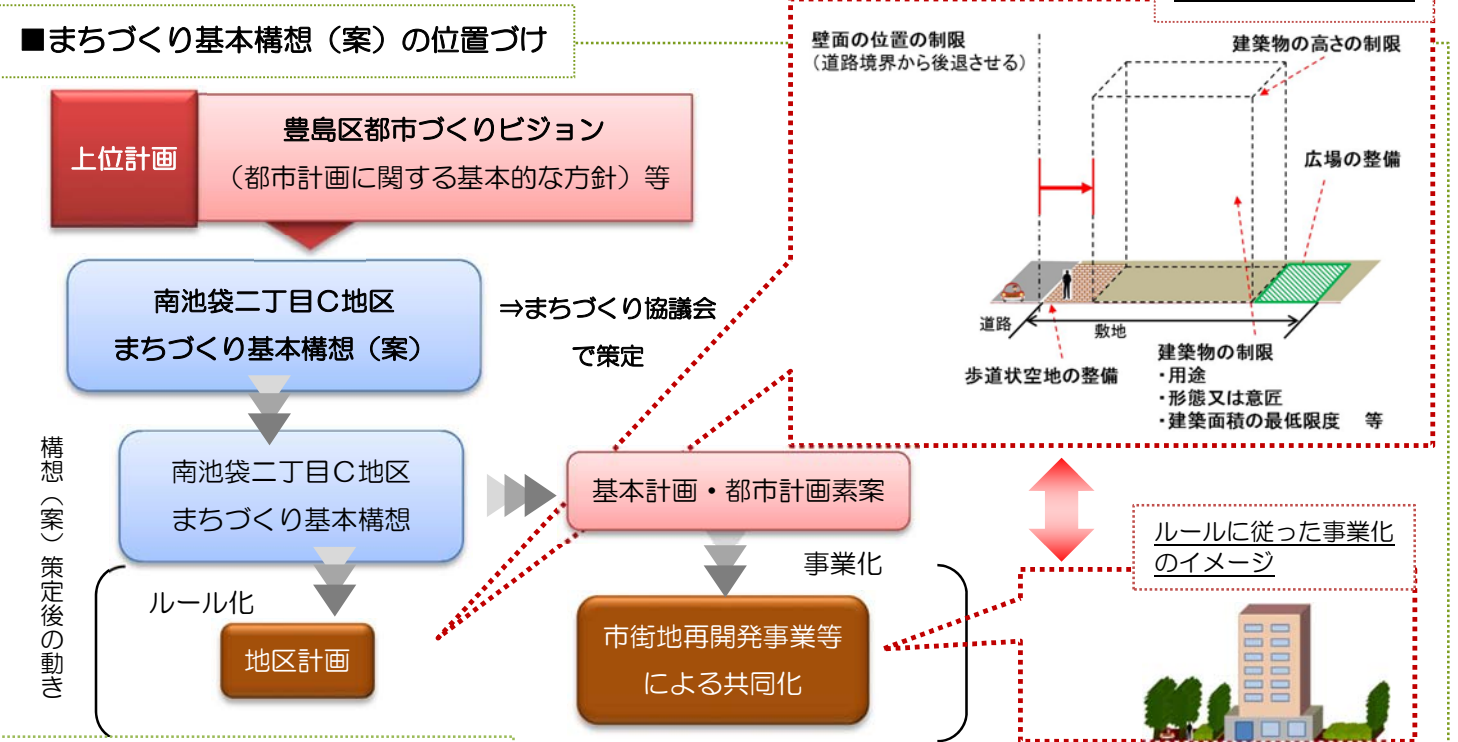 ■まちづくり基本構想（案）の位置づけ
上位計画
豊島区都市づくりビジョン
（都市計画に関する基本的な方針）等
南池袋二丁目Ｃ地区
まちづくり基本構想（案）
⇒まちづくり協議会
で策定
構想（案）策定後の動き
南池袋二丁目Ｃ地区
まちづくり基本構想
基本計画・都市計画素案
ルール化
地区計画
事業化
市街地再開発事業等
による共同化
壁面の位置の制限
（道路境界から後退させる）
建築物の高さの制限
広場の整備
道路
敷地
歩道状空地の整備
建築物の制限
・用途
・形態又は意匠
・建築面積の最低限度　等
ルールに従った事業化
のイメージ